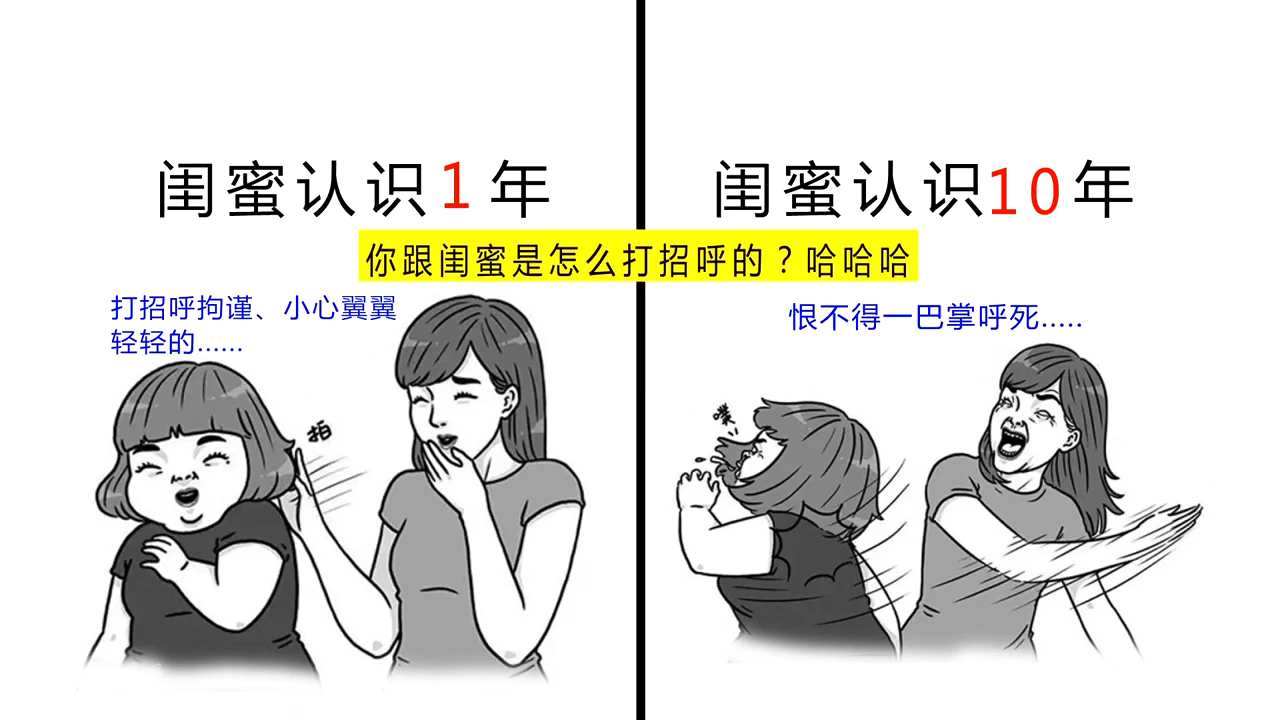 闺蜜认识1年
闺蜜认识10年
你跟闺蜜是怎么打招呼的？哈哈哈
打招呼拘谨、小心翼翼
轻轻的......
拍
恨不得一巴掌呼死.....
噗